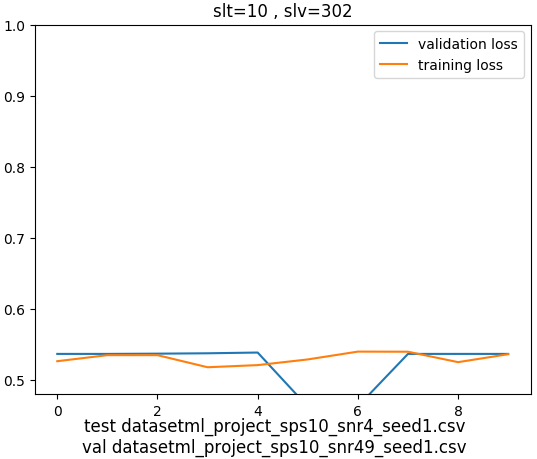 slt=10 , slv=302
validation loss
training loss
1.0
0.9
0.8
0.7
0.6
0.5
0 2 4 6 8
test datasetml_project_sps10_snr4_seed1.csv
val datasetml_project_sps10_snr49_seed1.csv